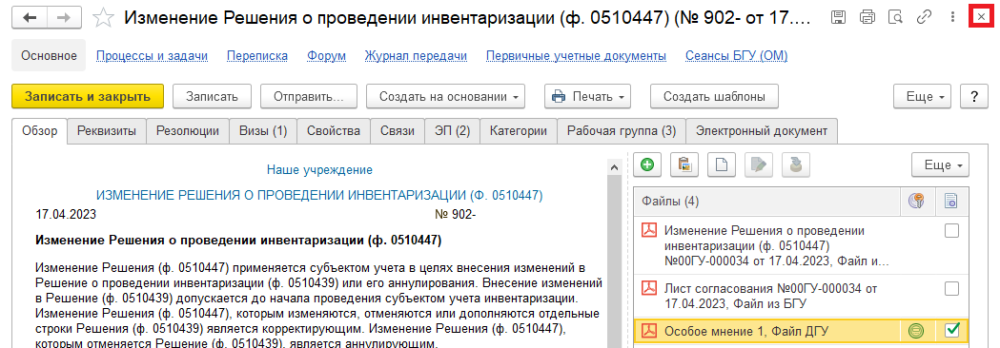 Изменение Решения о проведении инвентаризации (ф. 0510447) (№ 902- от 17....
Основное Процессы и задачи Переписка Форум Журнал передачи Первичные учетные документы Сеансы БГУ (ОМ)
Записать и закрыть Записать Отправить... Создать на основании Печать Создать шаблоны Еще ?
Обзор Реквизиты Резолюции Визы (1) Свойства Связи ЭП (2) Категории Рабочая группа (3) Электронный документ
Наше учреждение
ИЗМЕНЕНИЕ РЕШЕНИЯ О ПРОВЕДЕНИИ ИНВЕНТАРИЗАЦИИ (Ф. 0510447)
17.04.2023 № 902-
Изменение Решения о проведении инвентаризации (ф. 0510447)
Изменение Решения (ф. 0510447) применяется субъектом учета в целях внесения изменений в
Решение о проведении инвентаризации (ф. 0510439) или его аннулирования. Внесение изменений
в Решение (ф. 0510439) допускается до начала проведения субъектом учета инвентаризации.
Изменение Решения (ф. 0510447), которым изменяются, отменяются или дополняются отдельные
строки Решения (ф. 0510439) является корректирующим. Изменение Решения (ф. 0510447),
которым отменяется Решение (ф. 0510439), является аннулирующим.
Еще
Файлы (4)
Изменение Решения о проведении
инвентаризации (ф. 0510447)
№00ГУ-000034 от 17.04.2023, Файл и...
Лист согласования №00ГУ-000034 от
17.04.2023, Файл из БГУ
Особое мнение 1, Файл ДГУ